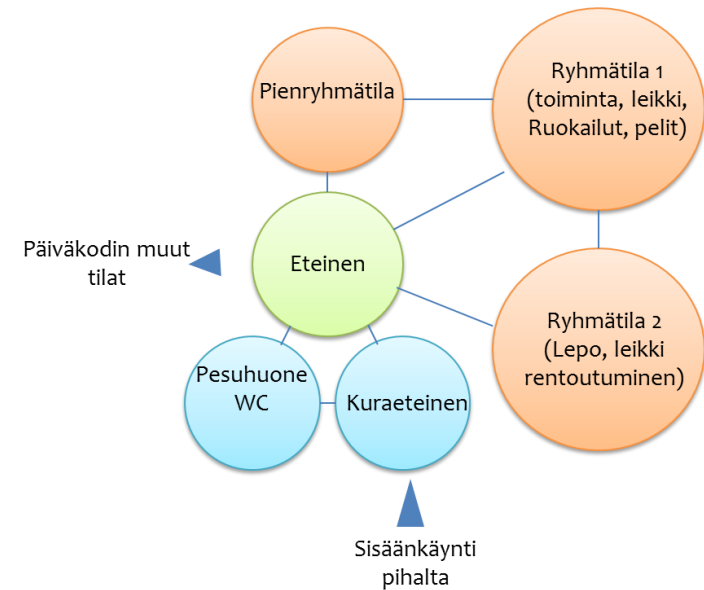 Pienryhmätila
Ryhmätila 1
(toiminta, leikki,
Ruokailut, pelit)
Päiväkodin muut
tilat
Eteinen
Ryhmätila 2
(Lepo, leikki
rentoutuminen)
Pesuhuone
WC
Kuraeteinen
Sisäänkäynti
pihalta